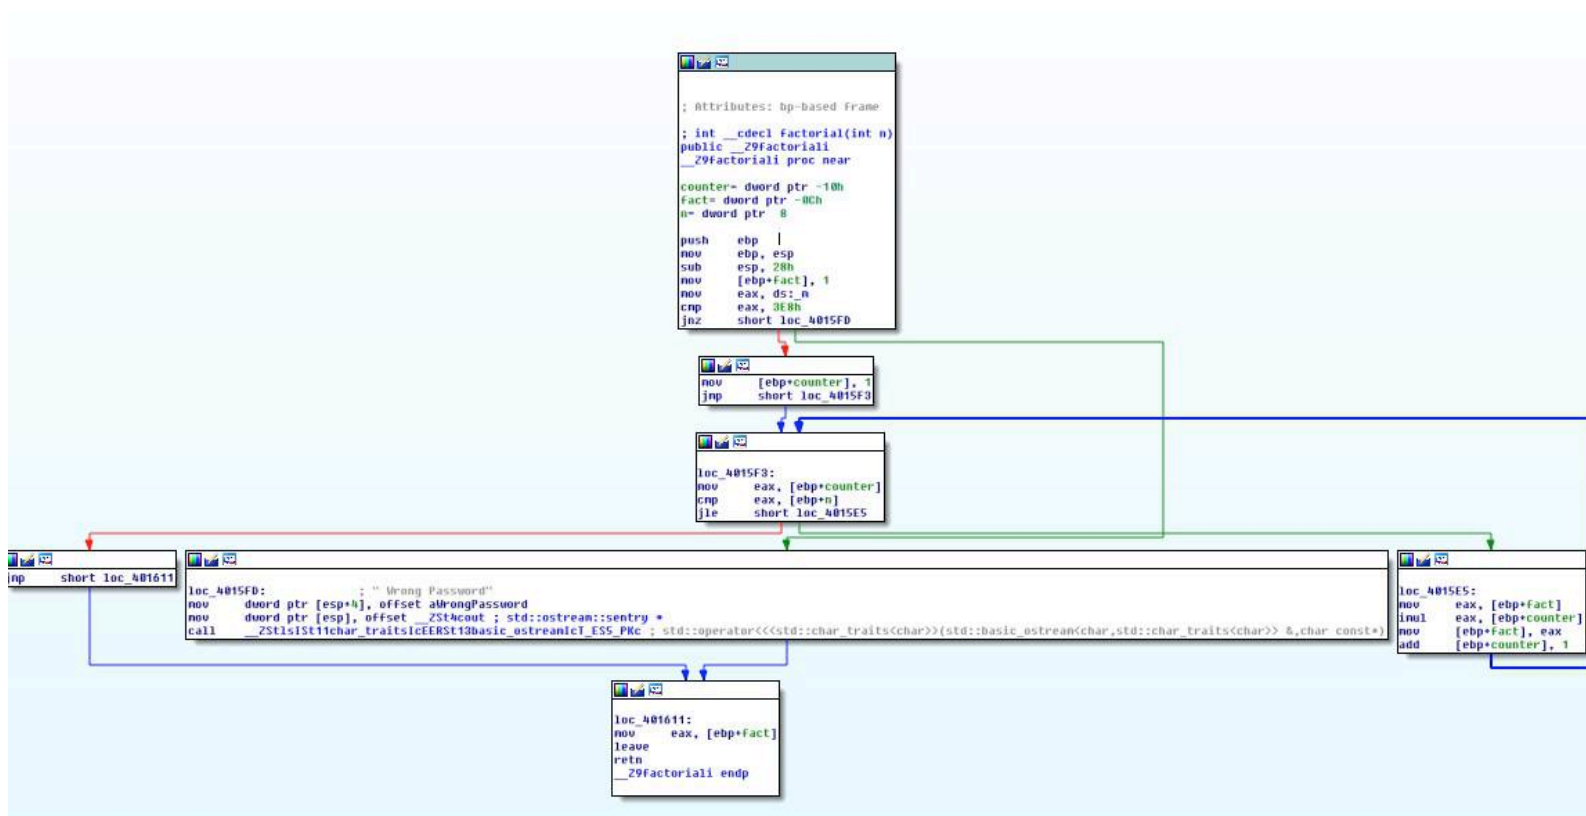 ; Attributes: bp-based frame
; int __cdecl factorial(int n)
public __Z9factoriali
__Z9factoriali proc near
counter= dword ptr -10h
fact= dword ptr -0Ch
n= dword ptr  8
push    ebp
mov     ebp, esp
sub     esp, 28h
mov     [ebp+fact], 1
mov     eax, ds:_n
cmp     eax, 3E8h
jnz     short loc_4015FD
mov     [ebp+counter], 1
jmp     short loc_4015F3
loc_4015F3:
mov     eax, [ebp+counter]
cmp     eax, [ebp+n]
jle     short loc_4015E5
jmp     short loc_401611
loc_4015FD:             ; " Wrong Password"
mov     dword ptr [esp+4], offset aWrongPassword
mov     dword ptr [esp], offset __ZSt4cout ; std::ostream::sentry *
call    __ZStlsISt11char_traitsIcEERSt13basic_ostreamIcT_ES5_PKc ; std::operator<<<std::char_traits<char>>(std::basic_ostream<char,std::char_traits<char>> &,char const*)
loc_4015E5:
mov     eax, [ebp+fact]
imul    eax, [ebp+counter]
mov     [ebp+fact], eax
add     [ebp+counter], 1
loc_401611:
mov     eax, [ebp+fact]
leave
retn
__Z9factoriali endp